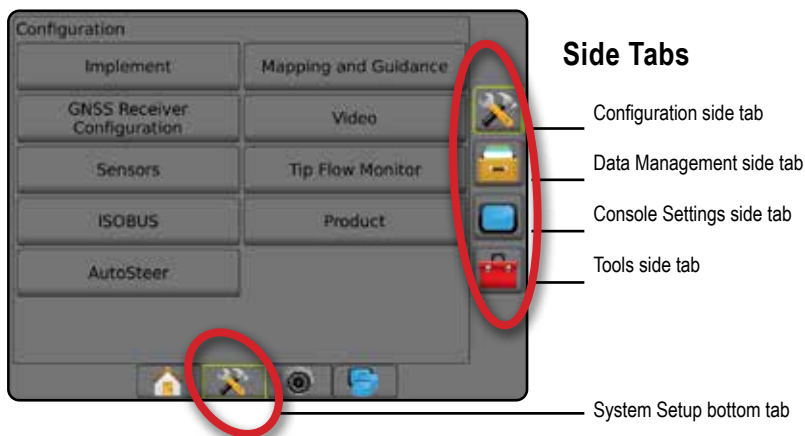 Configuration
Implement
Mapping and Guidance
GNSS Receiver
Configuration
Video
Sensors
Tip Flow Monitor
ISOBUS
Product
AutoSteer
Side Tabs
Configuration side tab
Data Management side tab
Console Settings side tab
Tools side tab
System Setup bottom tab